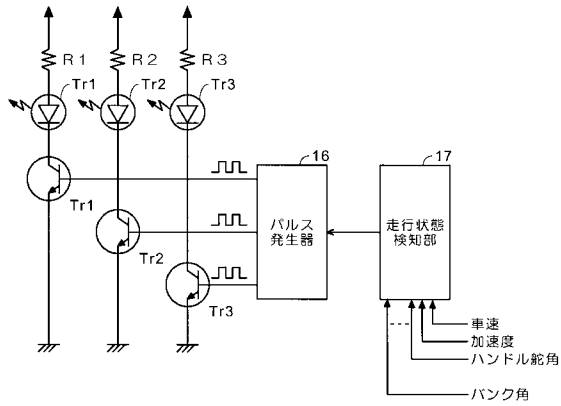 R1
R2
R3
Tr1
Tr2
Tr3
16
17
Tr1
パルス
発生器
走行状態
検知部
Tr2
Tr3
車速
加速度
ハンドル舵角
バンク角